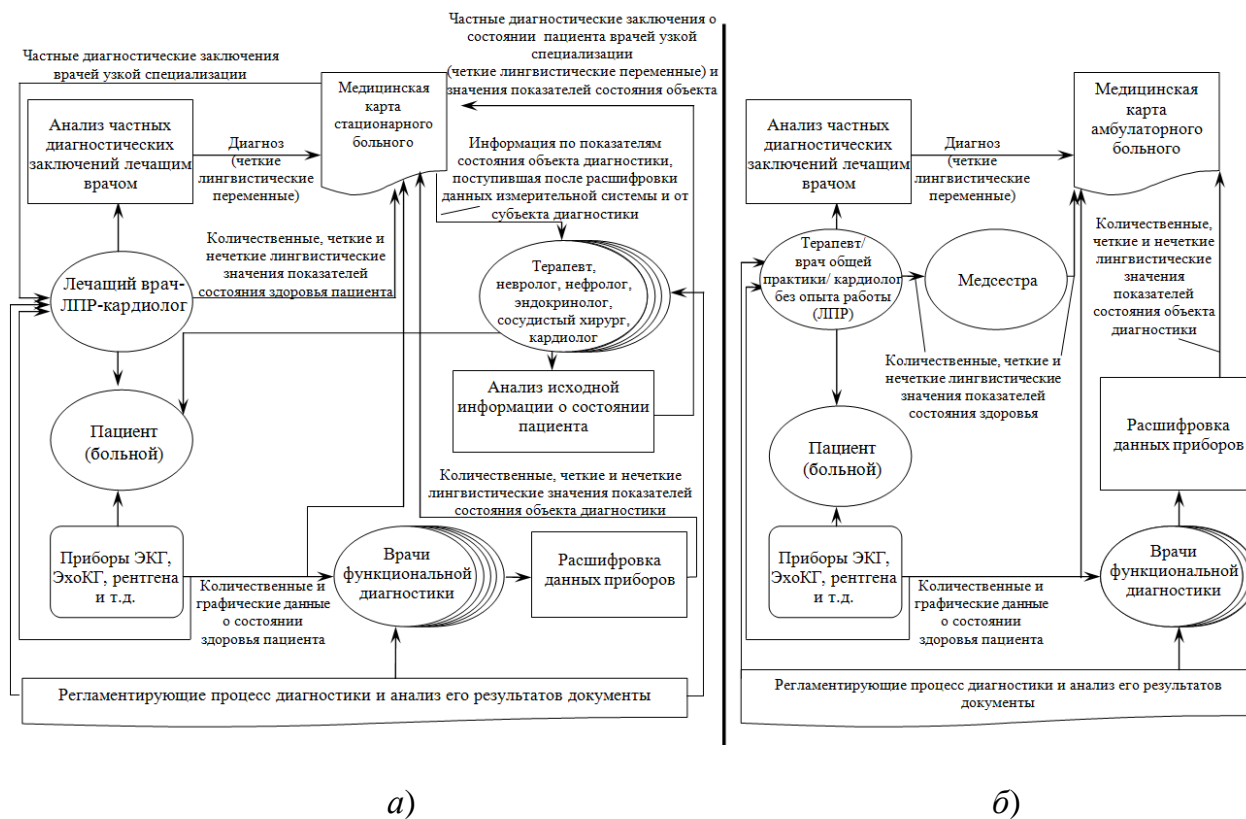 Частные диагностические заключения о
состоянии пациента врачей узкой
специализации
(четкие лингвистические переменные) и
значения показателей состояния объекта
Частные диагностические заключения
врачей узкой специализации
Медицинская
карта
стационарного
больного
Анализ частных
диагностических
заключений лечащим
врачом
Диагноз
(четкие
лингвистические
переменные)
Информация по показателям
состояния объекта диагностики,
поступившая после расшифровки
данных измерительной системы и от
субъекта диагностики
Количественные, четкие и
нечеткие лингвистические
значения показателей
состояния здоровья пациента
Лечащий врач-
ЛПР-кардиолог
Терапевт,
невролог, нефролог,
эндокринолог,
сосудистый хирург,
кардиолог
Анализ исходной
информации о состоянии
пациента
Пациент
(больной)
Количественные, четкие и нечеткие
лингвистические значения показателей
состояния объекта диагностики
Приборы ЭКГ,
ЭхоКГ, рентгена
и т.д.
Количественные и
графические данные
о состоянии
здоровья пациента
Врачи
функциональной
диагностики
Расшифровка
данных приборов
Регламентирующие процесс диагностики и анализ его результатов документы
а)
Медицинская
карта
амбулаторного
больного
Анализ частных
диагностических
заключений лечащим
врачом
Диагноз
(четкие
лингвистические
переменные)
Количественные,
четкие и нечеткие
лингвистические
значения
показателей
состояния объекта
диагностики
Терапевт/
врач общей
практики/ кардиолог
без опыта работы
(ЛПР)
Медсестра
Количественные, четкие и
нечеткие лингвистические
значения показателей
состояния здоровья
Пациент
(больной)
Расшифровка
данных приборов
Приборы ЭКГ,
ЭхоКГ, рентгена
и т.д.
Количественные и
графические данные
о состоянии
здоровья пациента
Врачи
функциональной
диагностики
Регламентирующие процесс диагностики и анализ его результатов
документы
б)